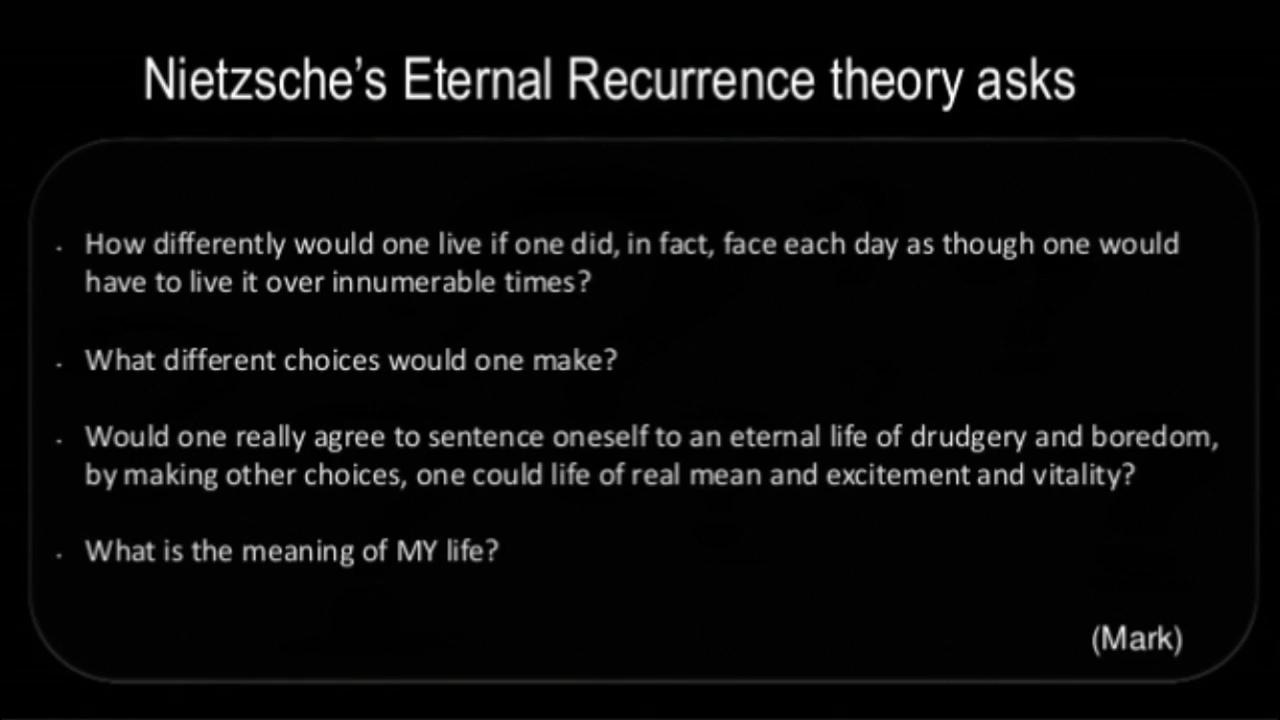 Nietzsche's Eternal Recurrence theory asks
· How differently would one live if one did, in fact, face each day as though one would
have to live it over innumerable times?
· What different choices would one make?
· Would one really agree to sentence oneself to an eternal life of drudgery and boredom,
by making other choices, one could life of real mean and excitement and vitality?
· What is the meaning of MY life?
(Mark)